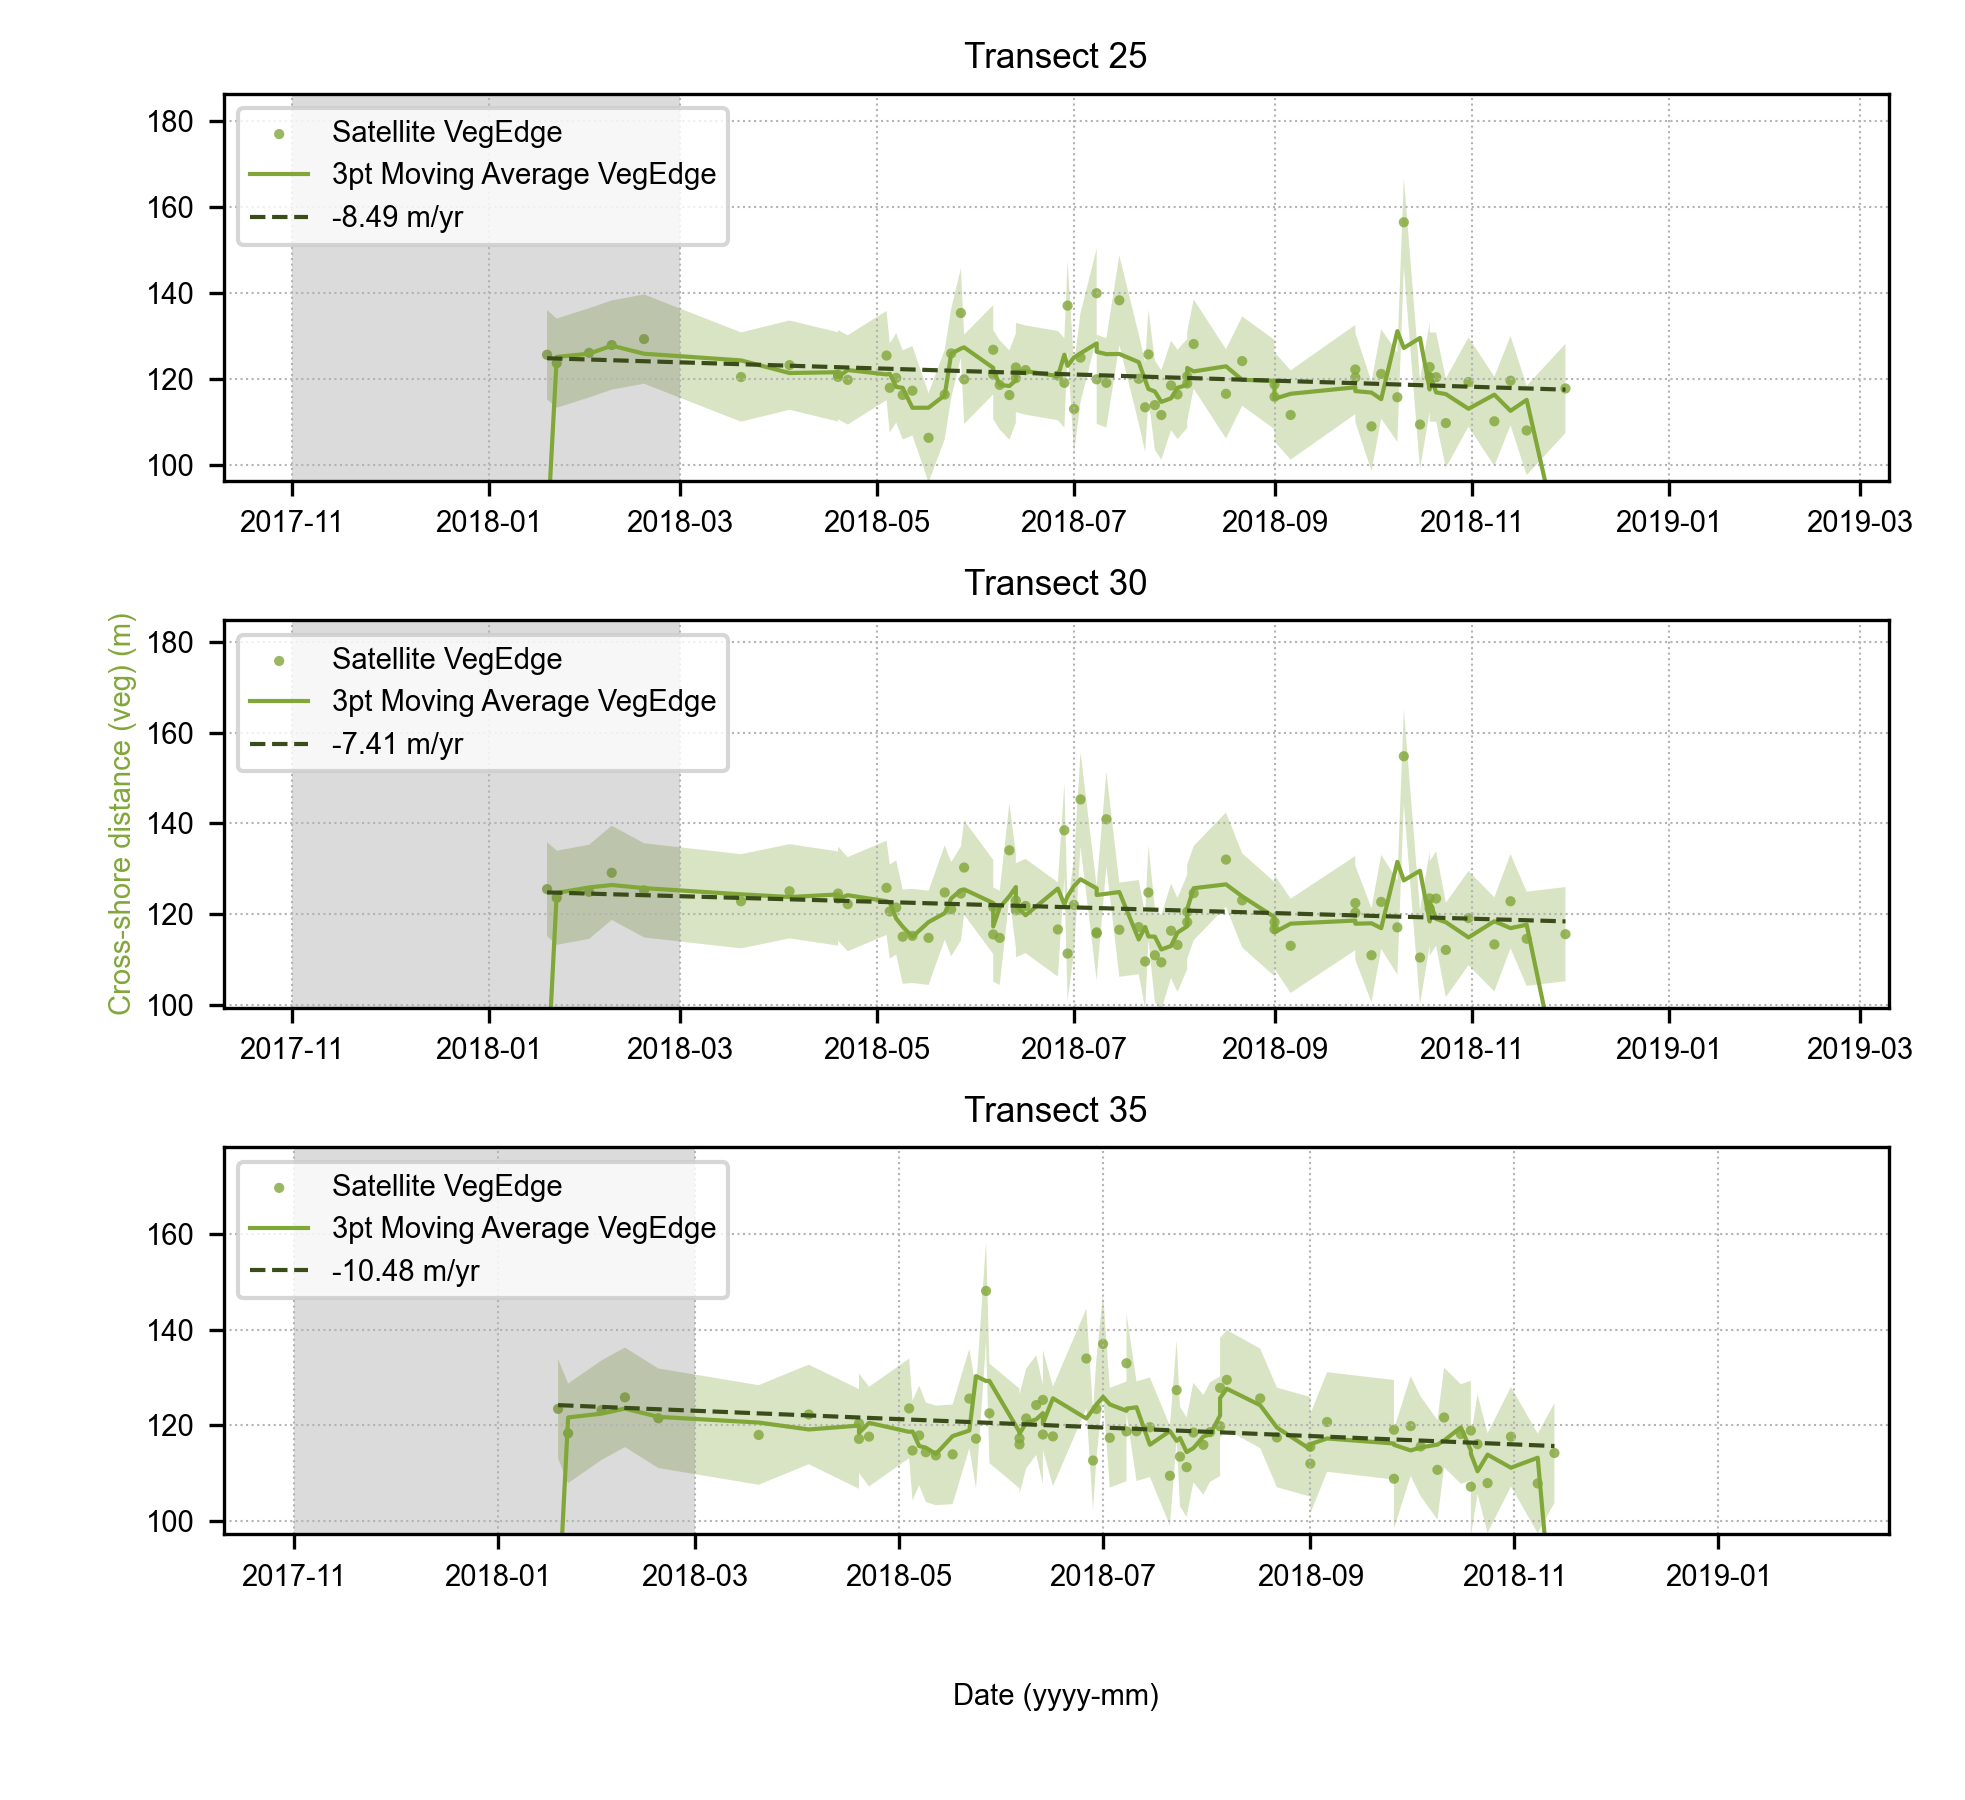 Transect 25
180
160
140
120
100
Satellite VegEdge
3pt Moving Average VegEdge
-8.49 m/yr
2017-11 2018-01 2018-03 2018-05 2018-07 2018-09 2018-11 2019-01 2019-03
Transect 30
Cross-shore distance (veg) (m)
180
160
140
120
100
Satellite VegEdge
3pt Moving Average VegEdge
-7.41 m/yr
2017-11 2018-01 2018-03 2018-05 2018-07 2018-09 2018-11 2019-01 2019-03
Transect 35
160
140
120
100
Satellite VegEdge
3pt Moving Average VegEdge
-10.48 m/yr
2017-11 2018-01 2018-03 2018-05 2018-07 2018-09 2018-11 2019-01
Date (yyyy-mm)